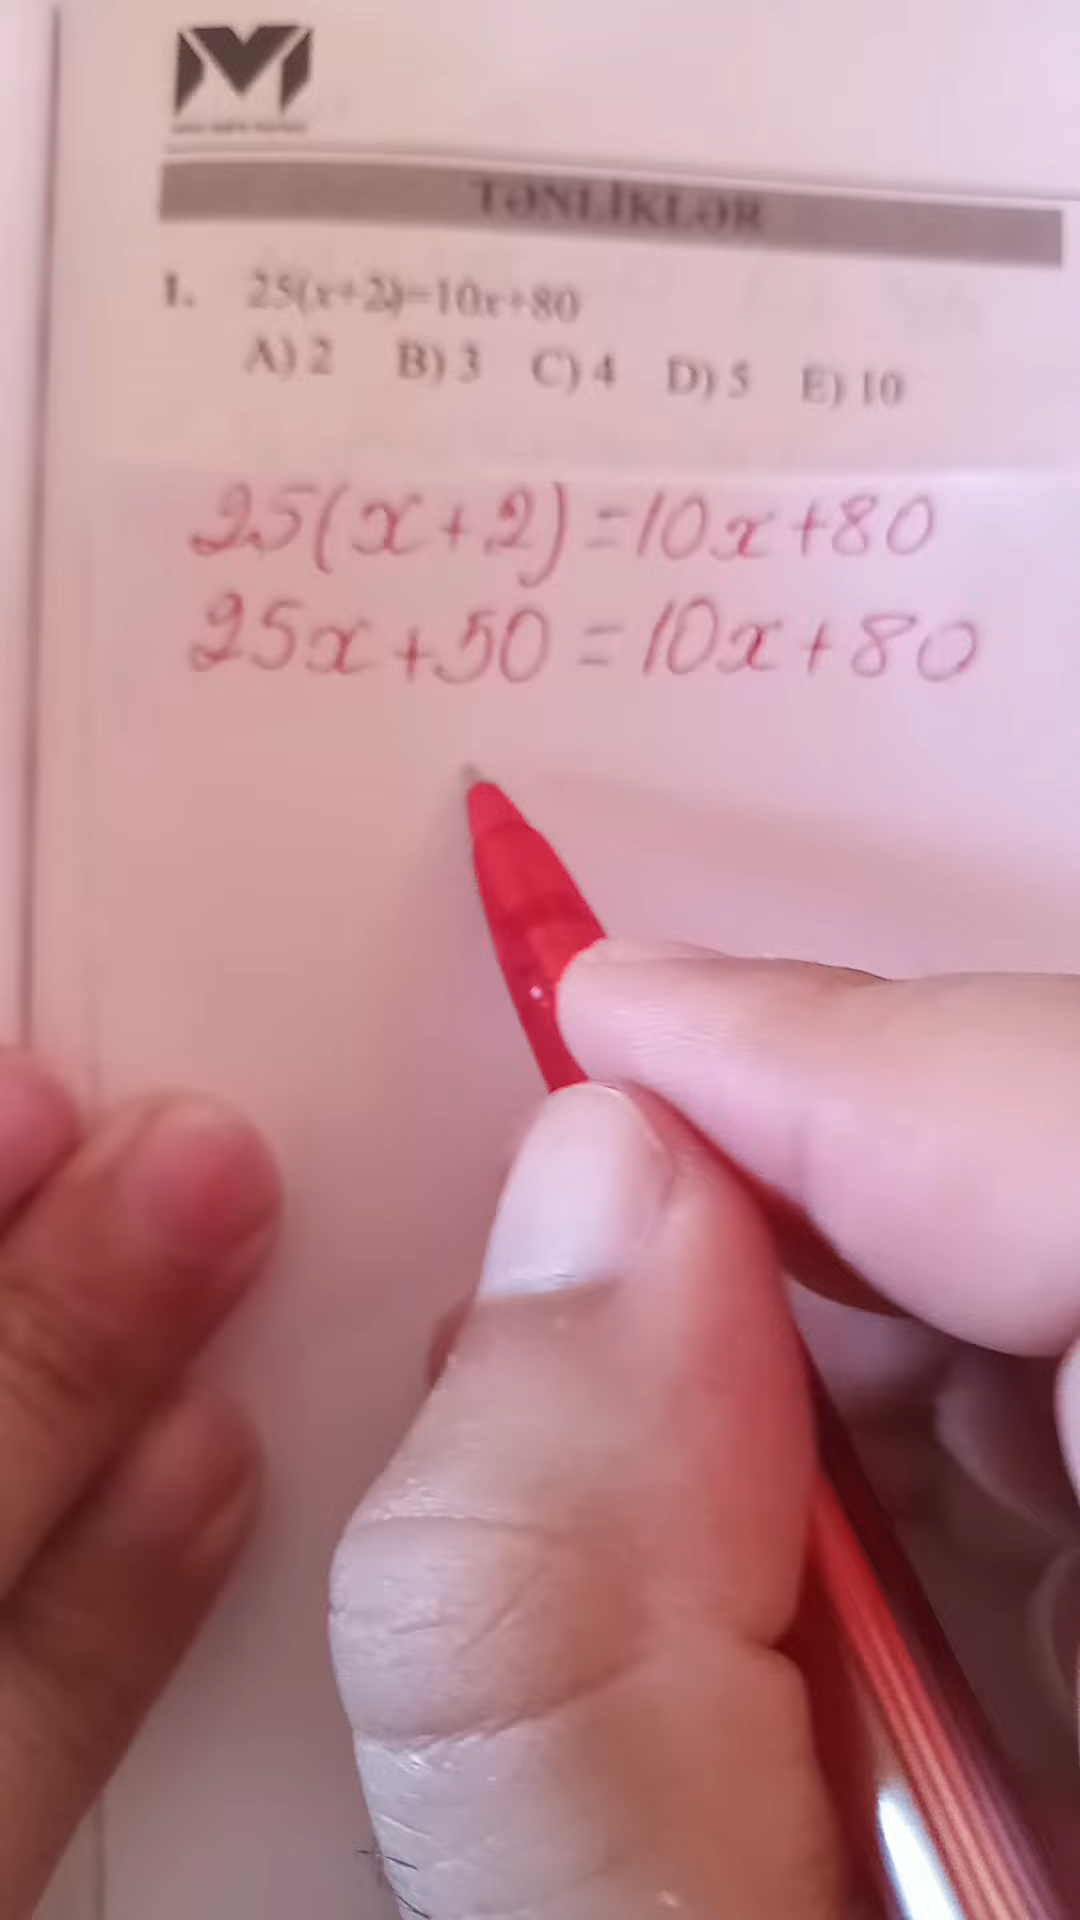 TƏNLİKLƏR
1. 25(x+2)=10x+80
A) 2 B) 3 C) 4 D) 5 E) 10
25(x+2)=10x+80
25x+50=10x+80